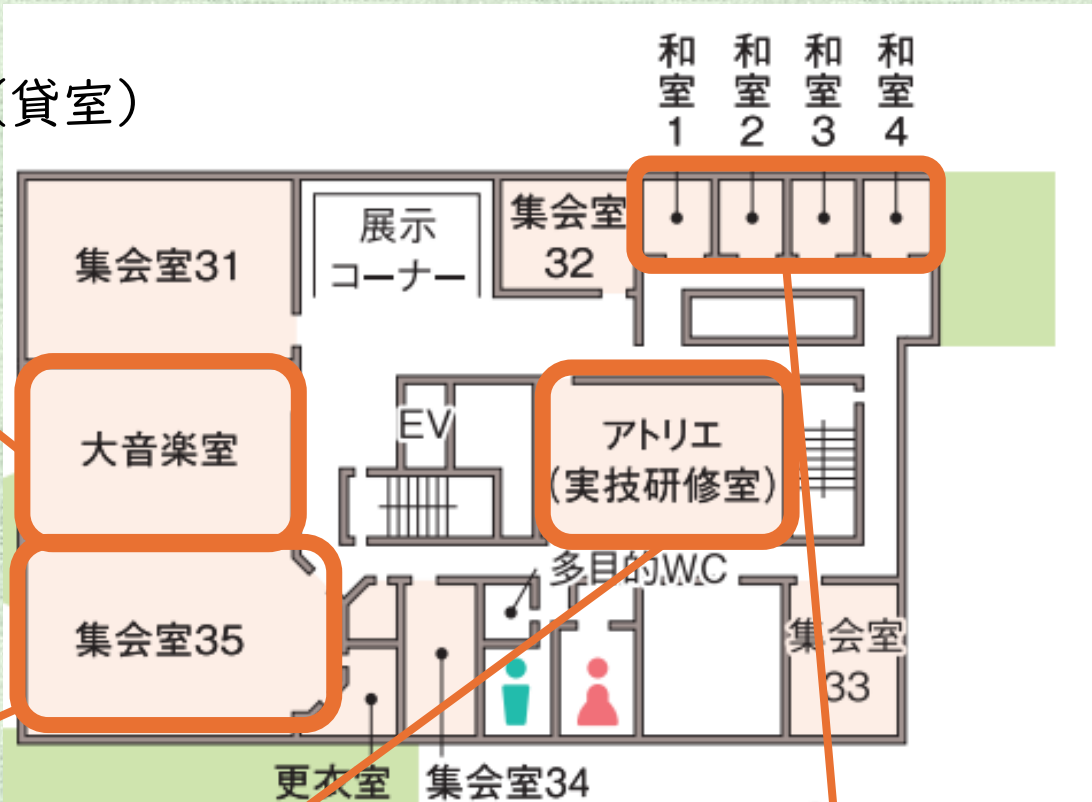 (貸室)
和室1
和室2
和室3
和室4
集会室31
展示
コーナー
集会室
32
大音楽室
EV
アトリエ
(実技研修室)
多目的WC
集会室35
集会室
33
更衣室
集会室34